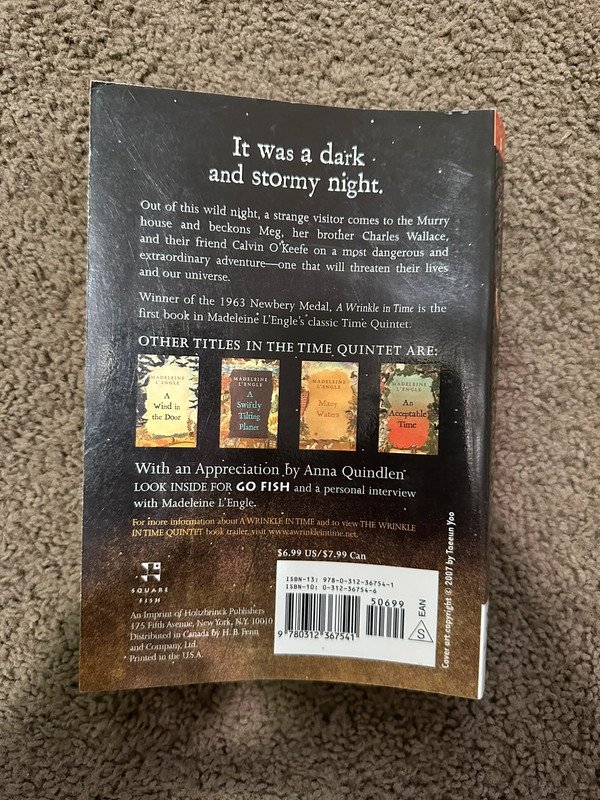 It was a dark
and stormy night.
Out of this wild night, a strange visitor comes to the Murry
house and beckons Meg, her brother Charles Wallace,
and their friend Calvin O'Keefe on a most dangerous and
extraordinary adventure—one that will threaten their lives
and our universe.
Winner of the 1963 Newbery Medal, A Wrinkle in Time is the
first book in Madeleine L'Engle's classic Time Quintet.
OTHER TITLES IN THE TIME QUINTET ARE:
MADELEINE
L'ENGLE
A
Wind in
the Door
MADELEINE
L'ENGLE
A
Swiftly
Tilting
Planet
MADELEINE
L'ENGLE
Many
Waters
MADELEINE
L'ENGLE
An
Acceptable
Time
With an Appreciation by Anna Quindlen
LOOK INSIDE FOR GO FISH and a personal interview
with Madeleine L'Engle.
For more information about A WRINKLE IN TIME and to view THE WRINKLE
IN TIME QUINTET book trailer, visit www.awrinkleintime.net.
$6.99 US/$7.99 Can
SQUARE
FISH
An Imprint of Holtzbrinck Publishers
175 Fifth Avenue, New York, N.Y. 10010
Distributed in Canada by H. B. Fenn
and Company, Ltd.
Printed in the U.S.A.
ISBN-13: 978-0-312-36754-1
ISBN-10: 0-312-36754-6
50699
9 780312 367541
EAN
S
Cover art copyright © 2007 by Taeeun Yoo